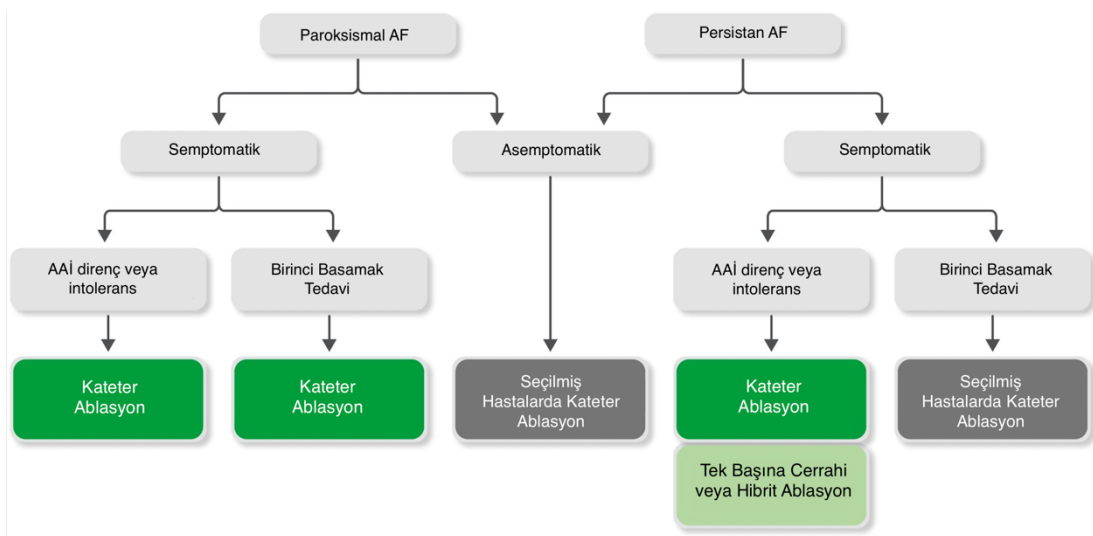 Paroksismal AF
Persistan AF
Semptomatik
Asemptomatik
Semptomatik
AAİ direnç veya
intolerans
Birinci Basamak
Tedavi
AAİ direnç veya
intolerans
Birinci Basamak
Tedavi
Kateter
Ablasyon
Kateter
Ablasyon
Seçilmiş
Hastalarda Kateter
Ablasyon
Kateter
Ablasyon
Seçilmiş
Hastalarda Kateter
Ablasyon
Tek Başına Cerrahi
veya Hibrit Ablasyon